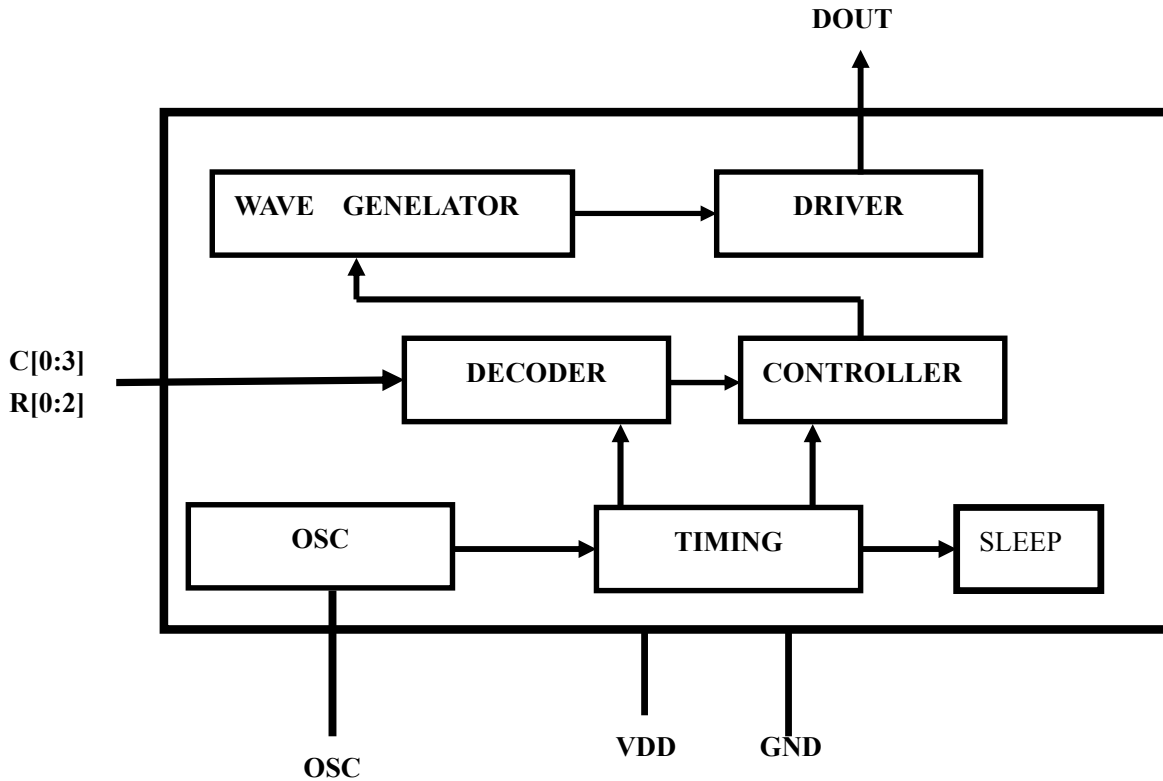 DOUT
WAVE GENELATOR
DRIVER
C[0:3]
R[0:2]
DECODER
CONTROLLER
OSC
TIMING
SLEEP
VDD
GND
OSC